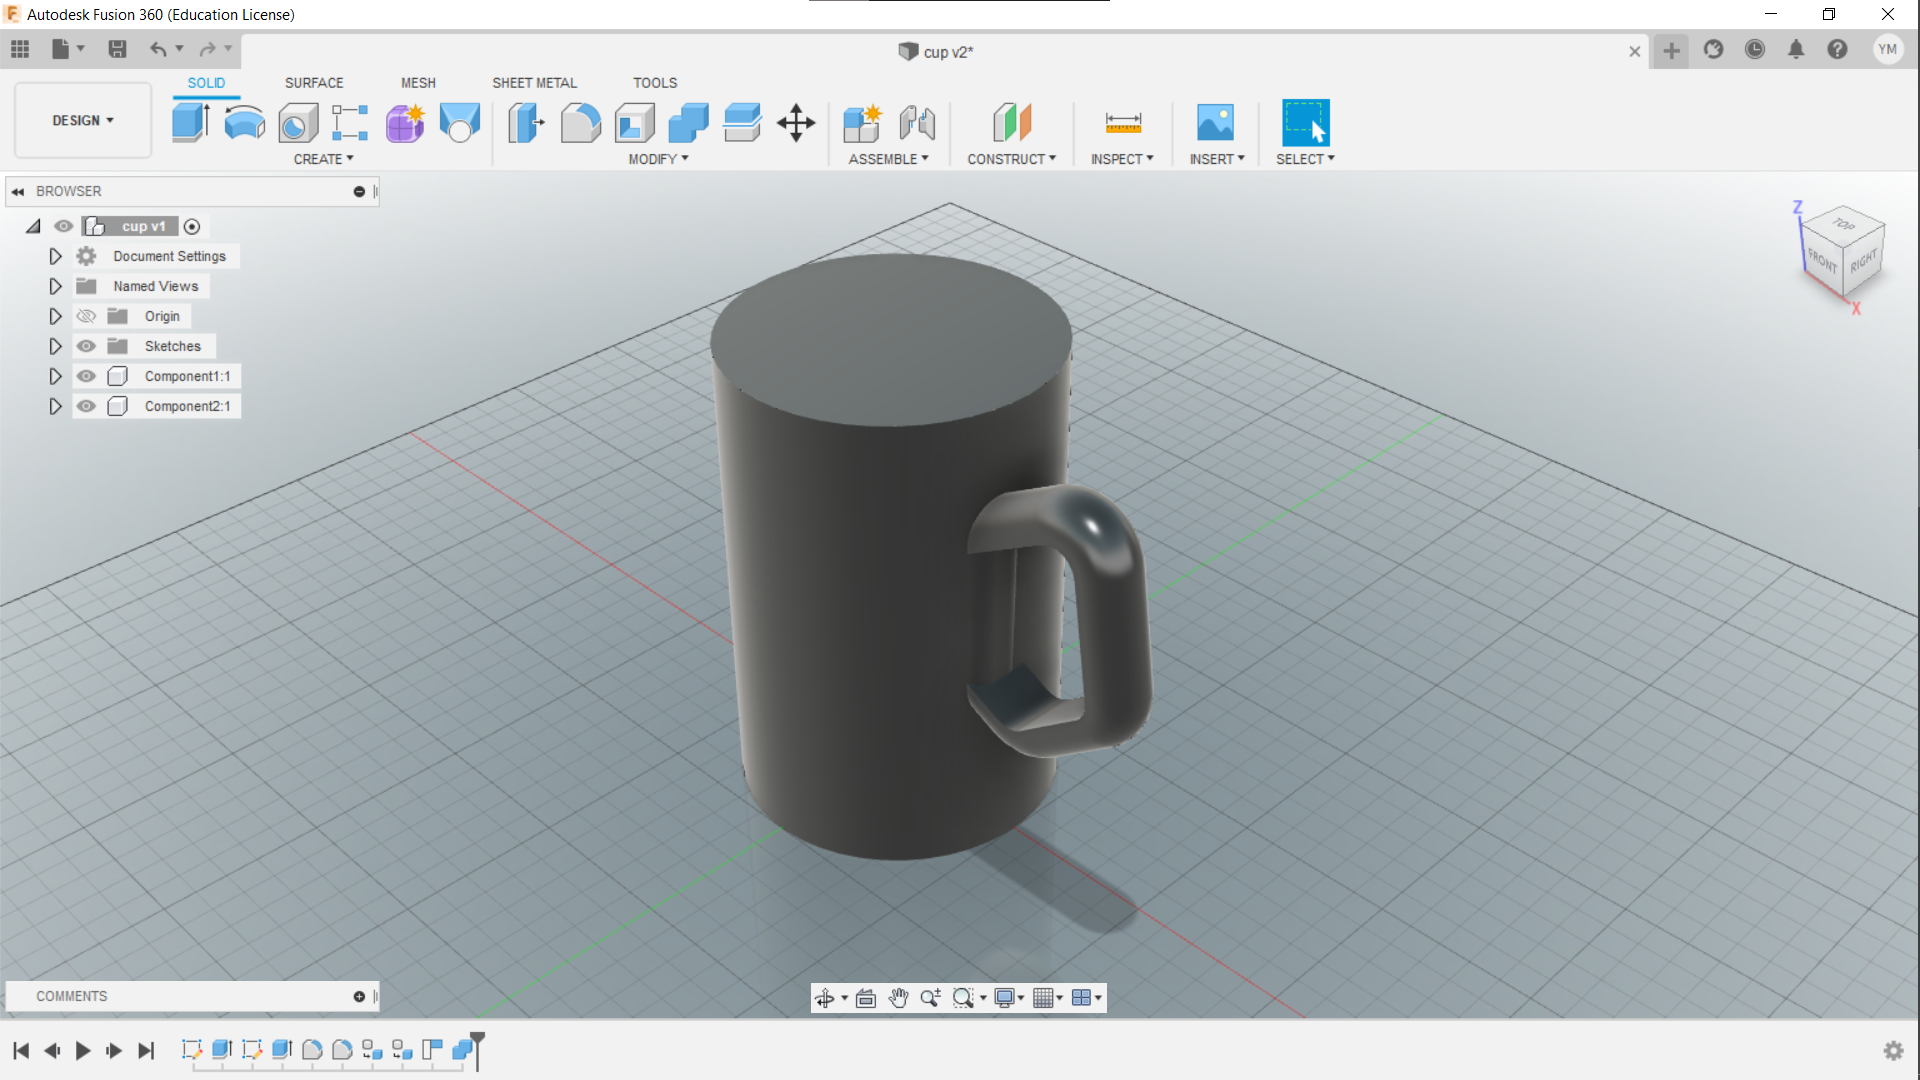 Autodesk Fusion 360 (Education License)
cup v2*
YM
SOLID SURFACE MESH SHEET METAL TOOLS
DESIGN
CREATE MODIFY ASSEMBLE CONSTRUCT INSPECT INSERT SELECT
BROWSER
cup v1
Document Settings
Named Views
Origin
Sketches
Component1:1
Component2:1
Z
TOP
FRONT RIGHT
X
COMMENTS